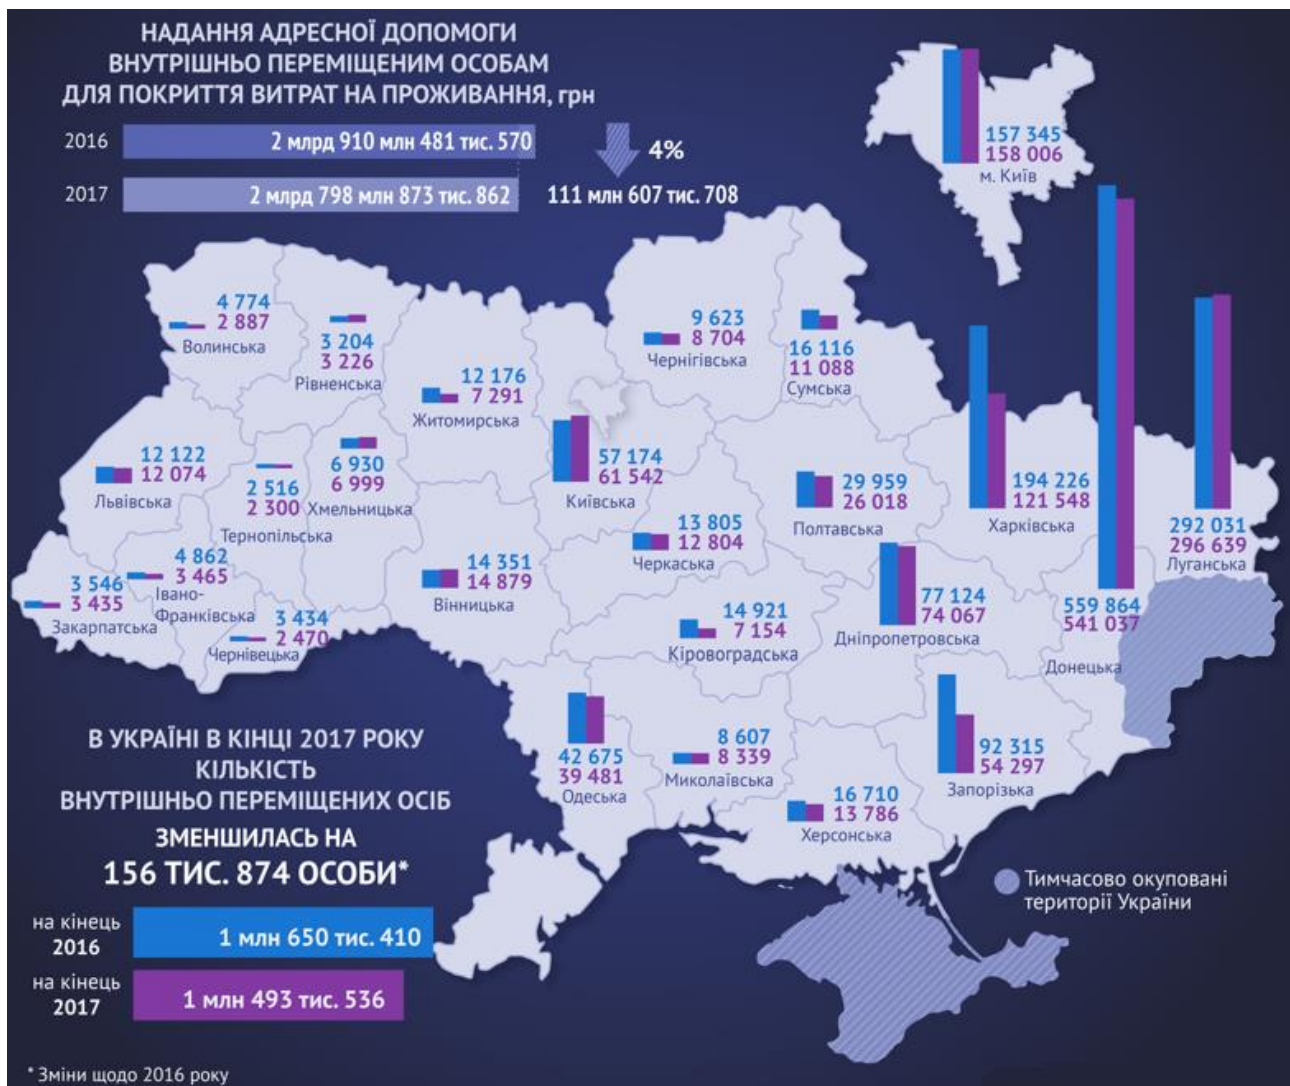 НАДАННЯ АДРЕСНОЇ ДОПОМОГИ
ВНУТРІШНЬО ПЕРЕМІЩЕНИМ ОСОБАМ
ДЛЯ ПОКРИТТЯ ВИТРАТ НА ПРОЖИВАННЯ, грн
2016
2 млрд 910 млн 481 тис. 570
4%
2017
2 млрд 798 млн 873 тис. 862
111 млн 607 тис. 708
157 345
158 006
м. Київ
4 774
2 887
Волинська
3 204
3 226
Рівненська
12 176
7 291
Житомирська
9 623
8 704
Чернігівська
16 116
11 088
Сумська
12 122
12 074
Львівська
2 516
2 300
Тернопільська
6 930
6 999
Хмельницька
57 174
61 542
Київська
29 959
26 018
Полтавська
194 226
121 548
Харківська
292 031
296 639
Луганська
3 546
3 435
Закарпатська
4 862
3 465
Івано-
Франківська
3 434
2 470
Чернівецька
14 351
14 879
Вінницька
13 805
12 804
Черкаська
14 921
7 154
Кіровоградська
77 124
74 067
Дніпропетровська
559 864
541 037
Донецька
42 675
39 481
Одеська
8 607
8 339
Миколаївська
16 710
13 786
Херсонська
92 315
54 297
Запорізька
В УКРАЇНІ В КІНЦІ 2017 РОКУ
КІЛЬКІСТЬ
ВНУТРІШНЬО ПЕРЕМІЩЕНИХ ОСІБ
ЗМЕНШИЛАСЬ НА
156 ТИС. 874 ОСОБИ*
на кінець
2016
1 млн 650 тис. 410
на кінець
2017
1 млн 493 тис. 536
Тимчасово окуповані
території України
* Зміни щодо 2016 року